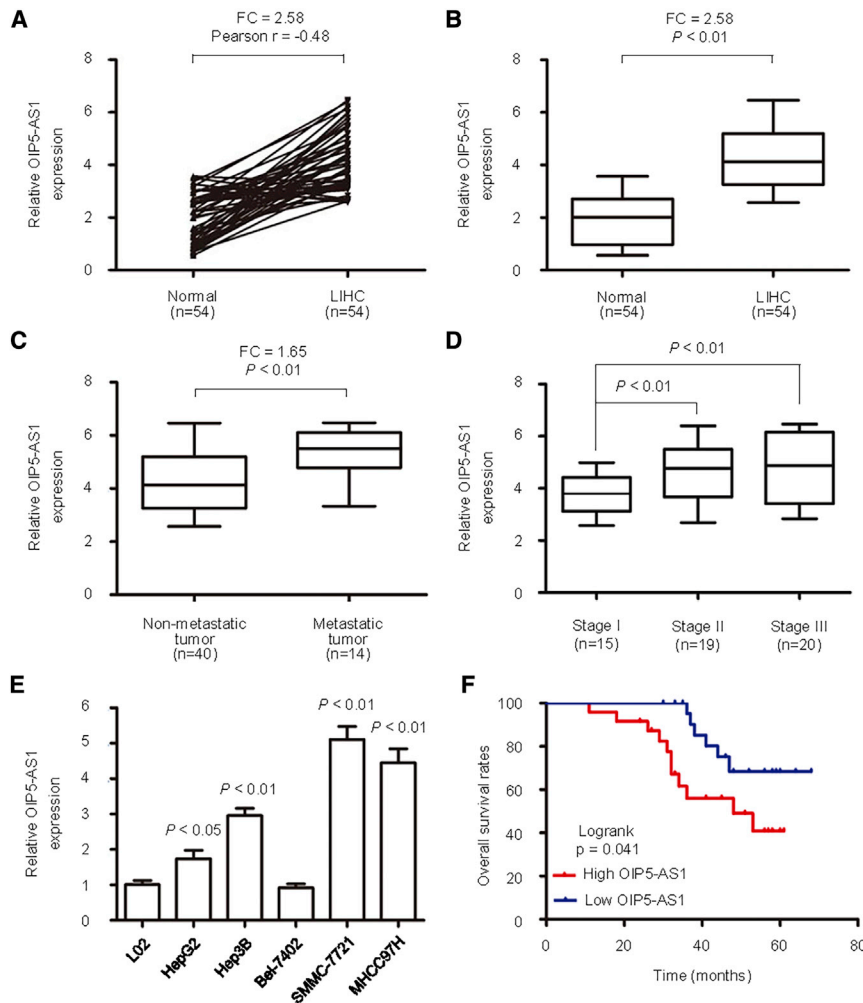 A
FC = 2.58
Pearson r = -0.48
Relative OIP5-AS1
expression
8
6
4
2
0
Normal
(n=54)
LIHC
(n=54)
B
FC = 2.58
P < 0.01
Relative OIP5-AS1
expression
8
6
4
2
0
Normal
(n=54)
LIHC
(n=54)
C
FC = 1.65
P < 0.01
Relative OIP5-AS1
expression
8
6
4
2
0
Non-metastatic
tumor
(n=40)
Metastatic
tumor
(n=14)
D
P < 0.01
P < 0.01
Relative OIP5-AS1
expression
8
6
4
2
0
Stage I
(n=15)
Stage II
(n=19)
Stage III
(n=20)
E
Relative OIP5-AS1
expression
6
5
4
3
2
1
0
P < 0.05
P < 0.01
P < 0.01
P < 0.01
L02
HepG2
Hep3B
Bel-7402
SMMC-7721
MHCC97H
F
Overall survival rates
100
80
60
40
20
0
Logrank
p = 0.041
High OIP5-AS1
Low OIP5-AS1
0
20
40
60
80
Time (months)